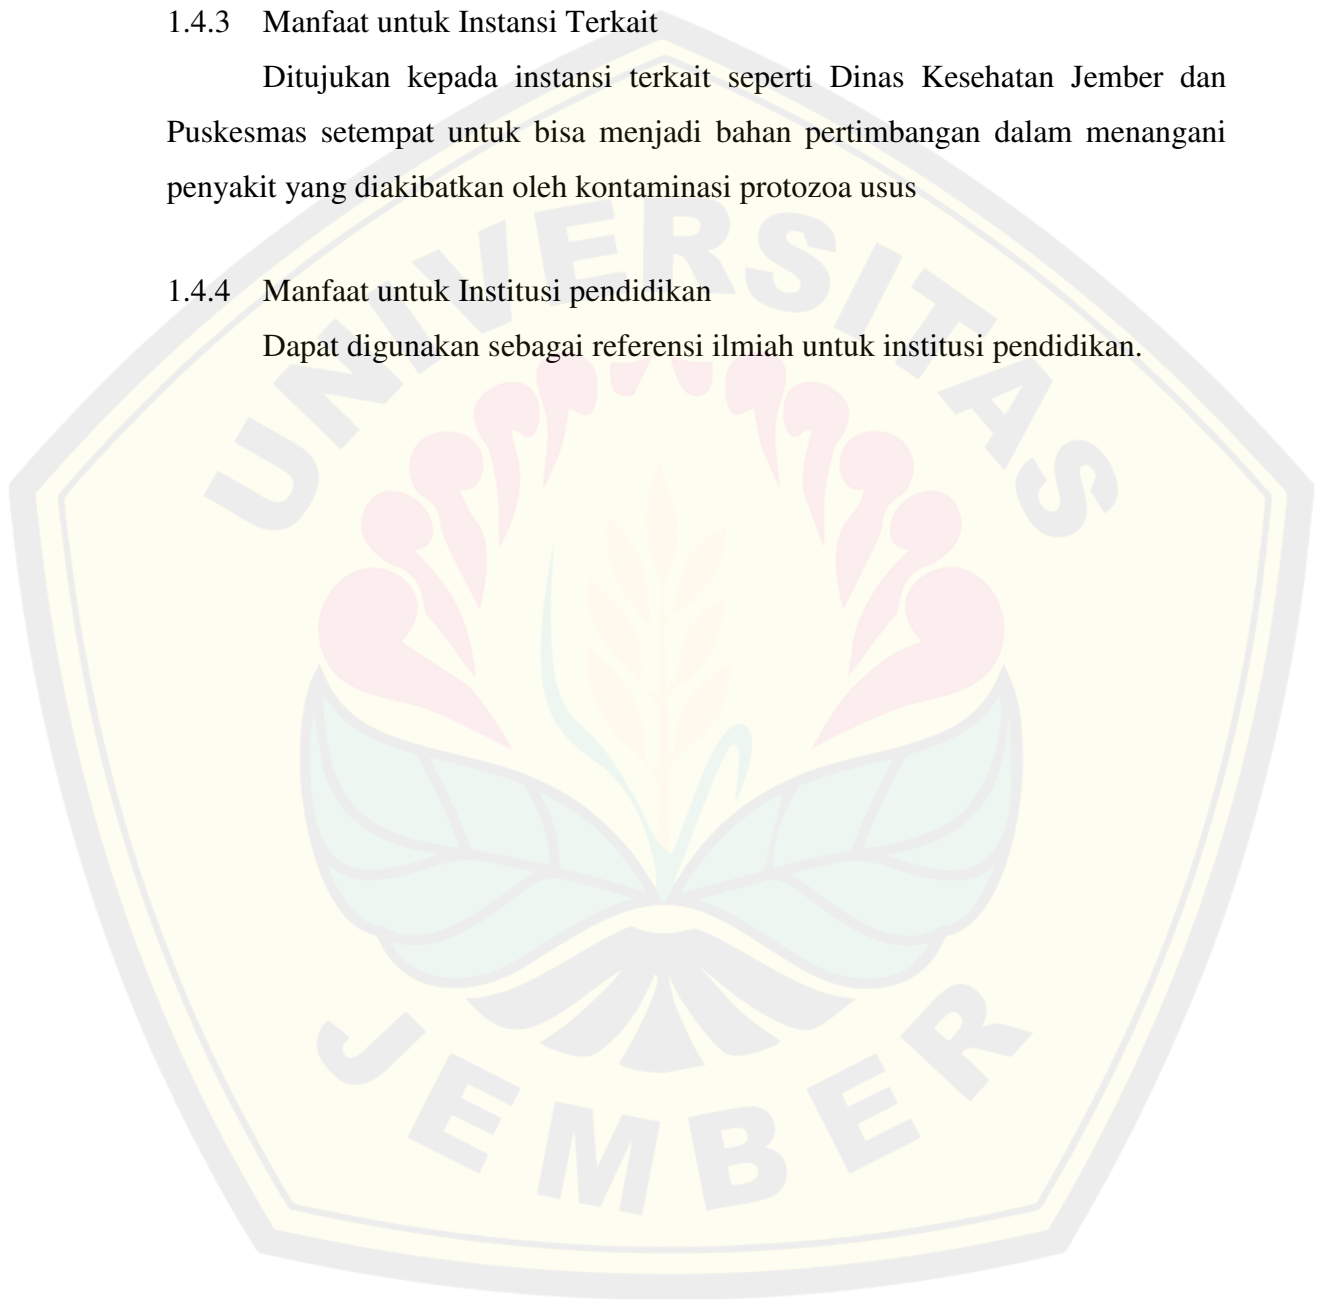 1.4.3 Manfaat untuk Instansi Terkait
Ditujukan kepada instansi terkait seperti Dinas Kesehatan Jember dan
Puskesmas setempat untuk bisa menjadi bahan pertimbangan dalam menangani
penyakit yang diakibatkan oleh kontaminasi protozoa usus
1.4.4 Manfaat untuk Institusi pendidikan
Dapat digunakan sebagai referensi ilmiah untuk institusi pendidikan.
UNIVERSITAS
JEMBER